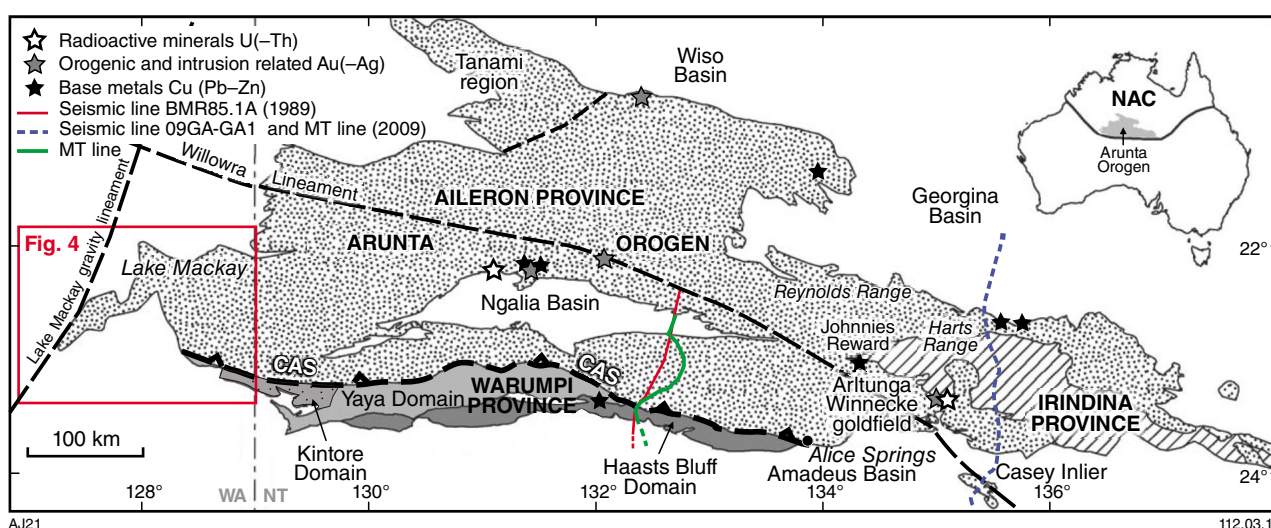 Radioactive minerals U(–Th)
Orogenic and intrusion related Au(–Ag)
Base metals Cu (Pb–Zn)
Seismic line BMR85.1A (1989)
Seismic line 09GA-GA1 and MT line (2009)
MT line
Tanami
region
Wiso
Basin
NAC
Arunta
Orogen
Willowra
Lineament
Lake Mackay gravity lineament
AILERON PROVINCE
Georgina
Basin
Fig. 4
ARUNTA
OROGEN
22°
Lake Mackay
Ngalia Basin
Reynolds Range
Johnnies
Reward
Harts
Range
CAS
CAS
Yaya Domain
WARUMPI
PROVINCE
Arltunga
Winnecke
goldfield
IRINDINA
PROVINCE
100 km
Kintore
Domain
Haasts Bluff
Domain
Alice Springs
Amadeus Basin
Casey Inlier
24°
128°
WA
NT
130°
132°
134°
136°
AJ21
112.03.1